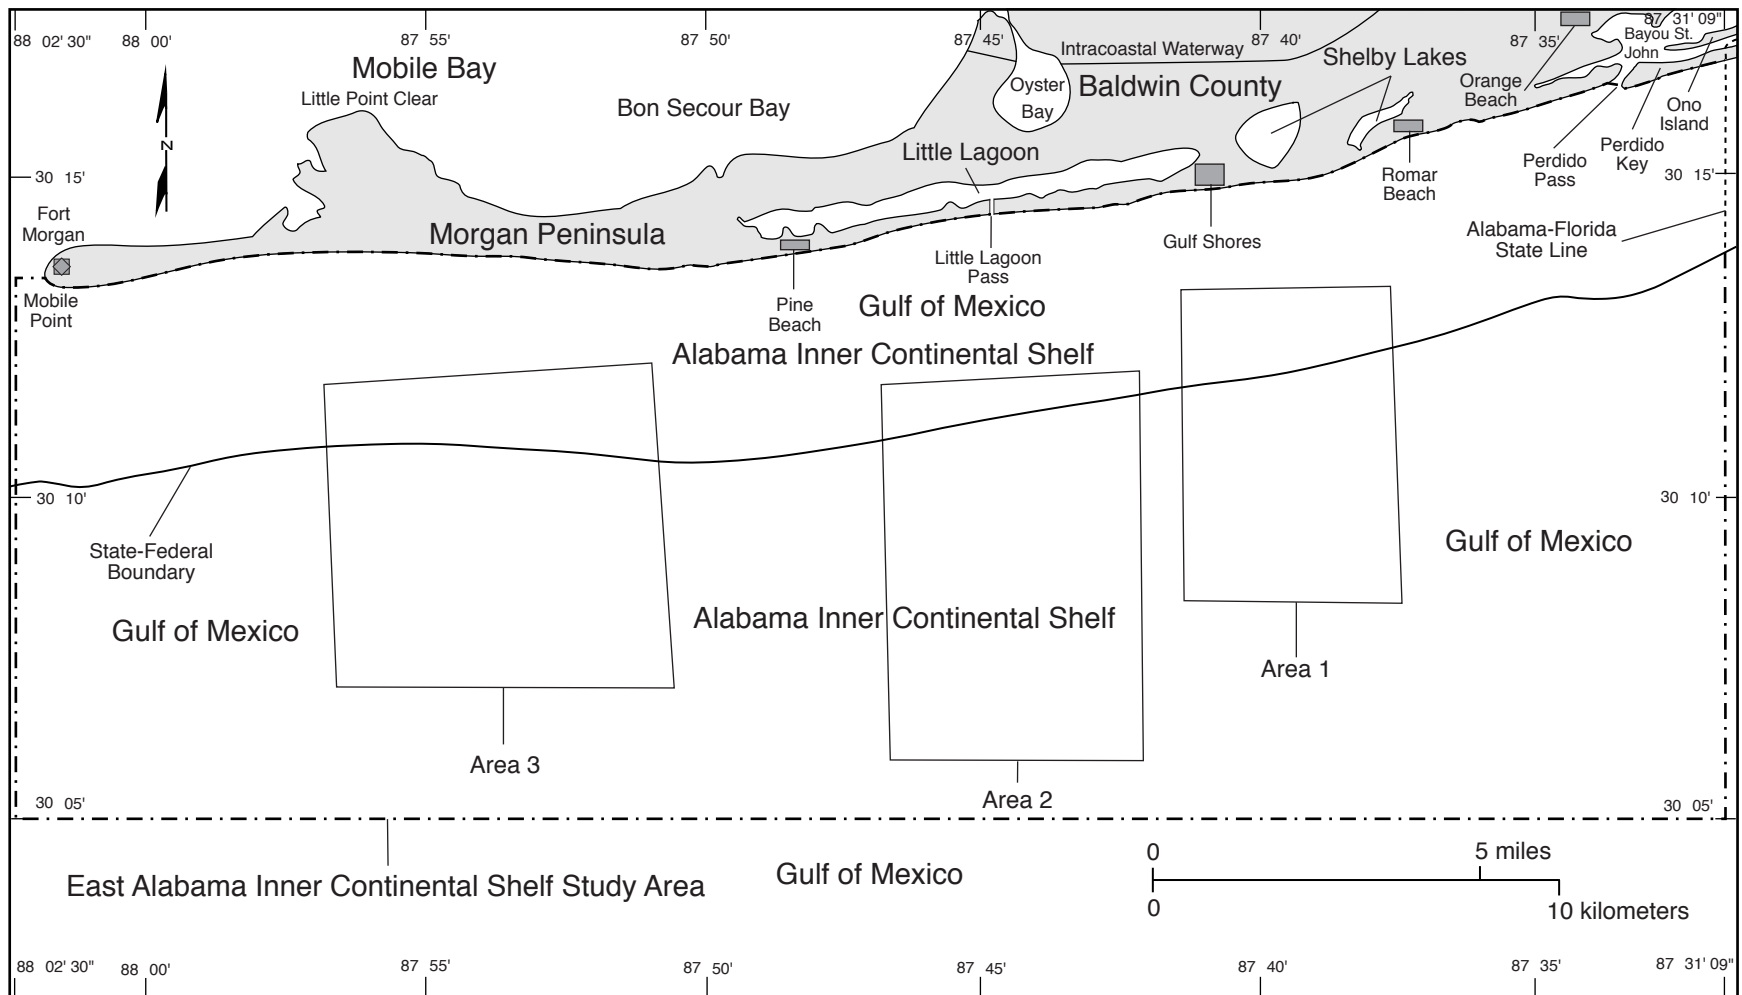 88 02' 30"
88 00'
87 55'
87 50'
87 45'
87 40'
87 35'
87 31' 09"
Mobile Bay
Little Point Clear
Bon Secour Bay
Intracoastal Waterway
Oyster
Bay
Baldwin County
Shelby Lakes
Orange
Beach
Bayou St.
John
Ono
Island
Perdido
Key
Perdido
Pass
Romar
Beach
N
30 15'
30 15'
Little Lagoon
Fort
Morgan
Morgan Peninsula
Gulf Shores
Alabama-Florida
State Line
Little Lagoon
Pass
Mobile
Point
Pine
Beach
Gulf of Mexico
Alabama Inner Continental Shelf
30 10'
30 10'
State-Federal
Boundary
Gulf of Mexico
Gulf of Mexico
Alabama Inner Continental Shelf
Area 1
Area 3
Area 2
30 05'
30 05'
East Alabama Inner Continental Shelf Study Area
Gulf of Mexico
0
5 miles
0
10 kilometers
88 02' 30"
88 00'
87 55'
87 50'
87 45'
87 40'
87 35'
87 31' 09"